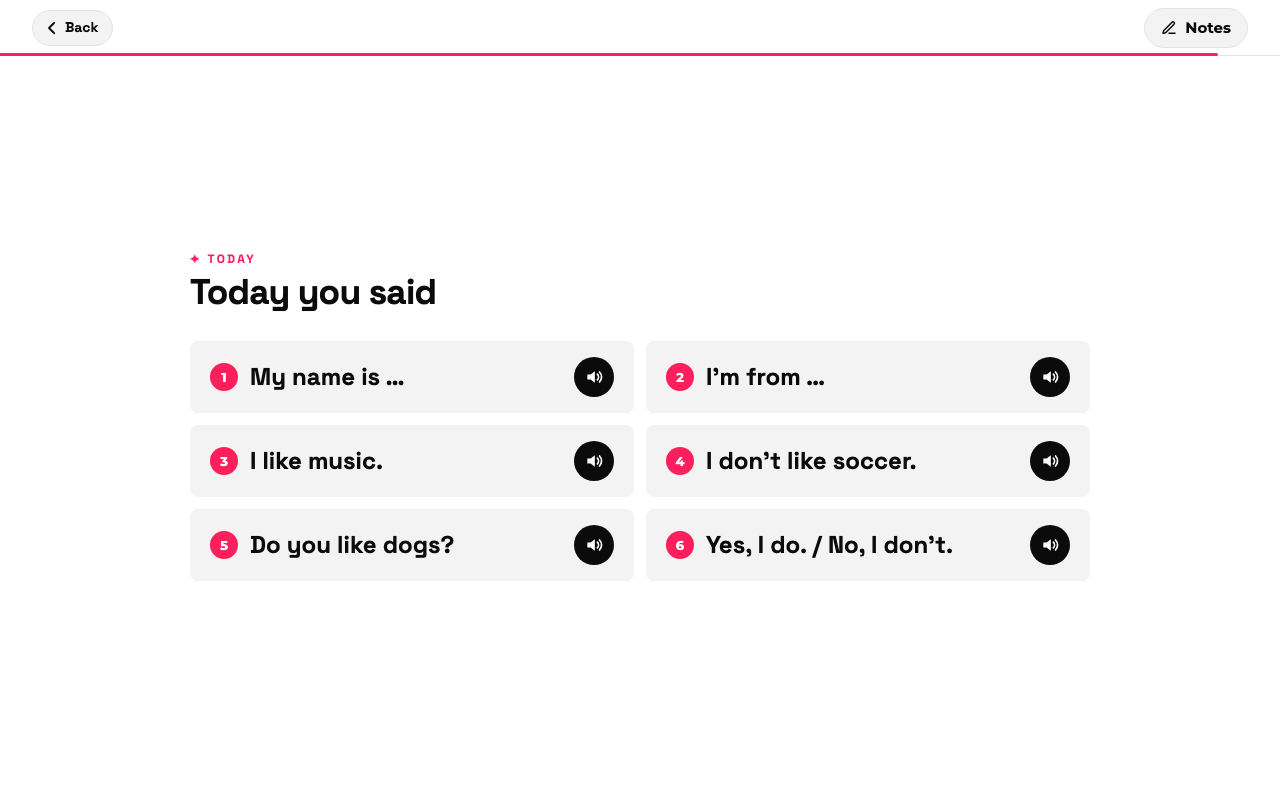 Back
Notes
TODAY
Today you said
1 My name is ...
2 I'm from ...
3 I like music.
4 I don't like soccer.
5 Do you like dogs?
6 Yes, I do. / No, I don't.